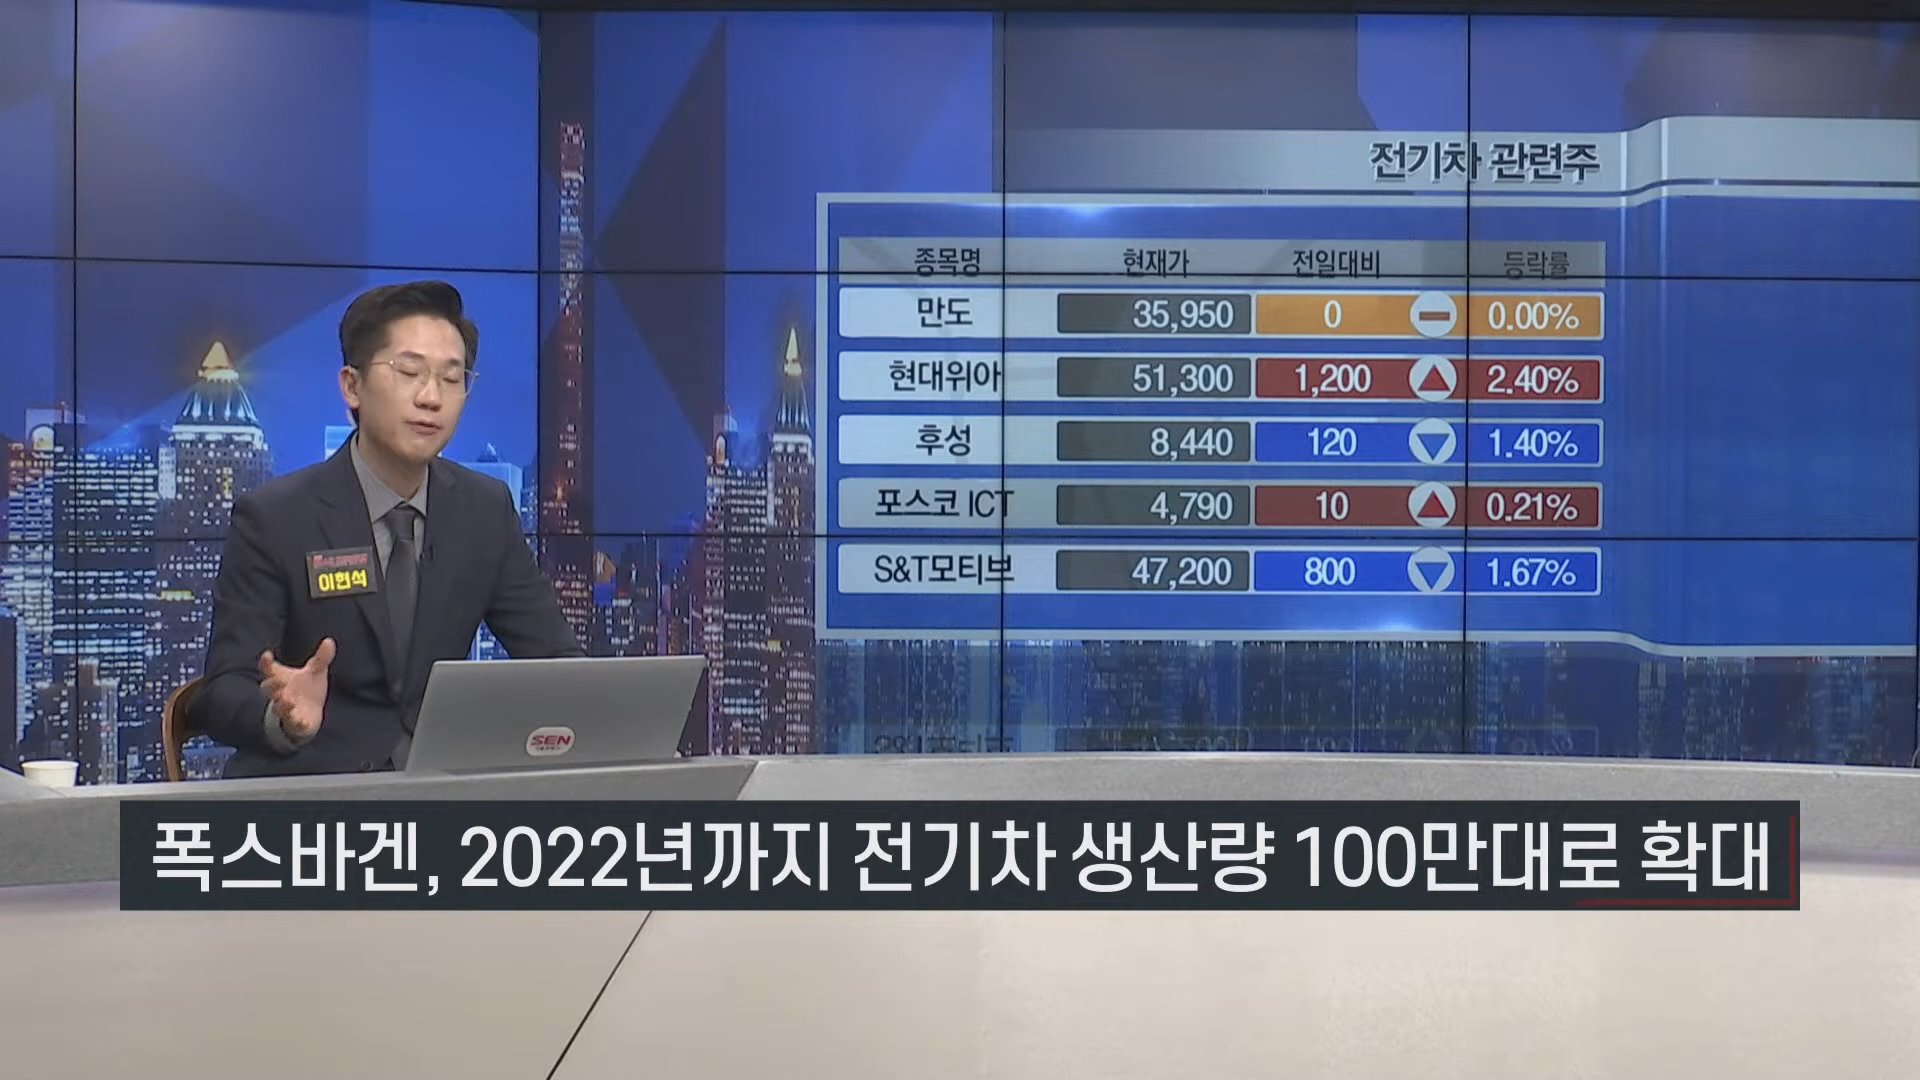 전기차 관련주
종목명 현재가 전일대비 등락률
만도 35,950 0 0.00%
현대위아 51,300 1,200 2.40%
후성 8,440 120 1.40%
포스코 ICT 4,790 10 0.21%
S&T모티브 47,200 800 1.67%
이현석
SEN
폭스바겐, 2022년까지 전기차 생산량 100만대로 확대